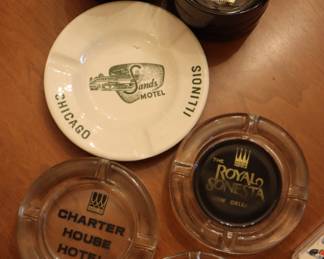 Sands
MOTEL
CHICAGO
ILLINOIS
THE
ROYAL
SONESTA
CHARTER
HOUSE
HOTEL